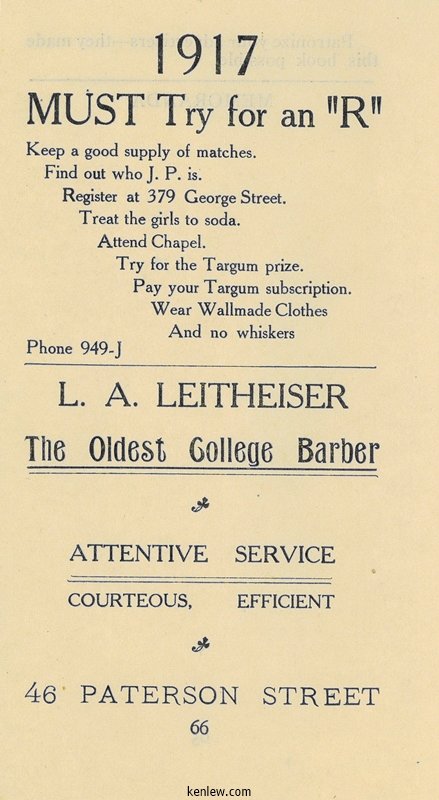 1917
MUST Try for an "R"
Keep a good supply of matches.
Find out who J. P. is.
Register at 379 George Street.
Treat the girls to soda.
Attend Chapel.
Try for the Targum prize.
Pay your Targum subscription.
Wear Wallmade Clothes
And no whiskers
Phone 949-J
L. A. LEITHEISER
The Oldest College Barber
ATTENTIVE SERVICE
COURTEOUS, EFFICIENT
46 PATERSON STREET
66
kenlew.com